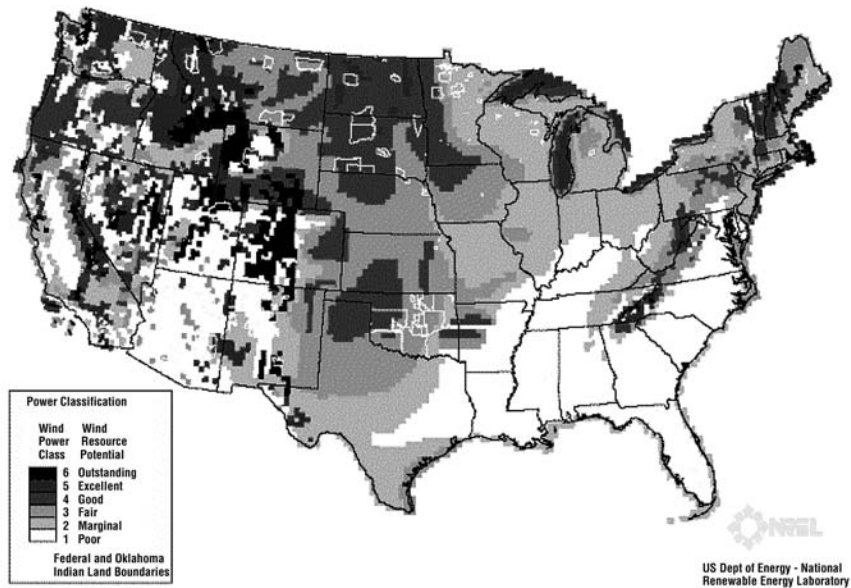 Power Classification
Wind Wind
Power Resource
Class Potential
6 Outstanding
5 Excellent
4 Good
3 Fair
2 Marginal
1 Poor
Federal and Oklahoma
Indian Land Boundaries
NREL
US Dept of Energy - National
Renewable Energy Laboratory